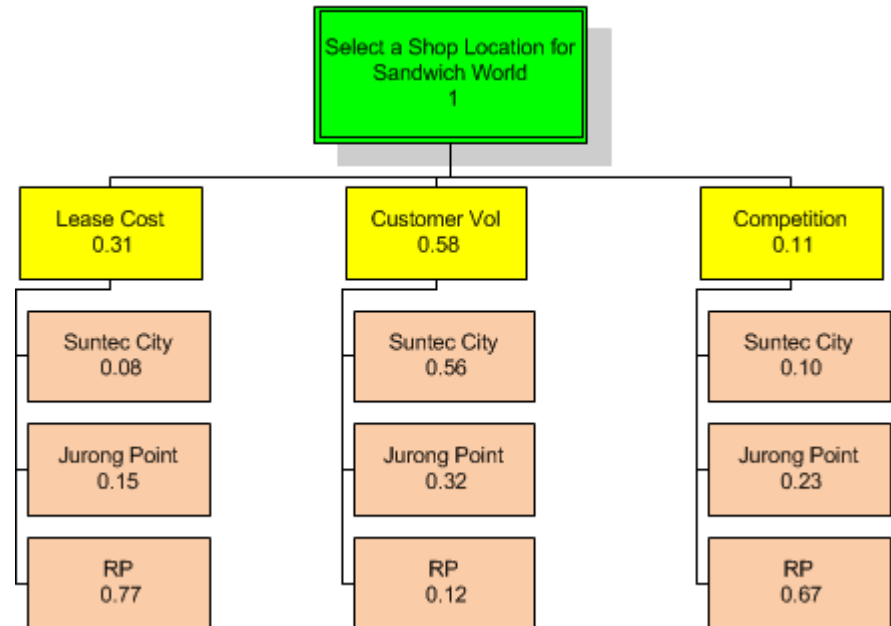 Select a Shop Location for
Sandwich World
1
Lease Cost
0.31
Customer Vol
0.58
Competition
0.11
Suntec City
0.08
Suntec City
0.56
Suntec City
0.10
Jurong Point
0.15
Jurong Point
0.32
Jurong Point
0.23
RP
0.77
RP
0.12
RP
0.67